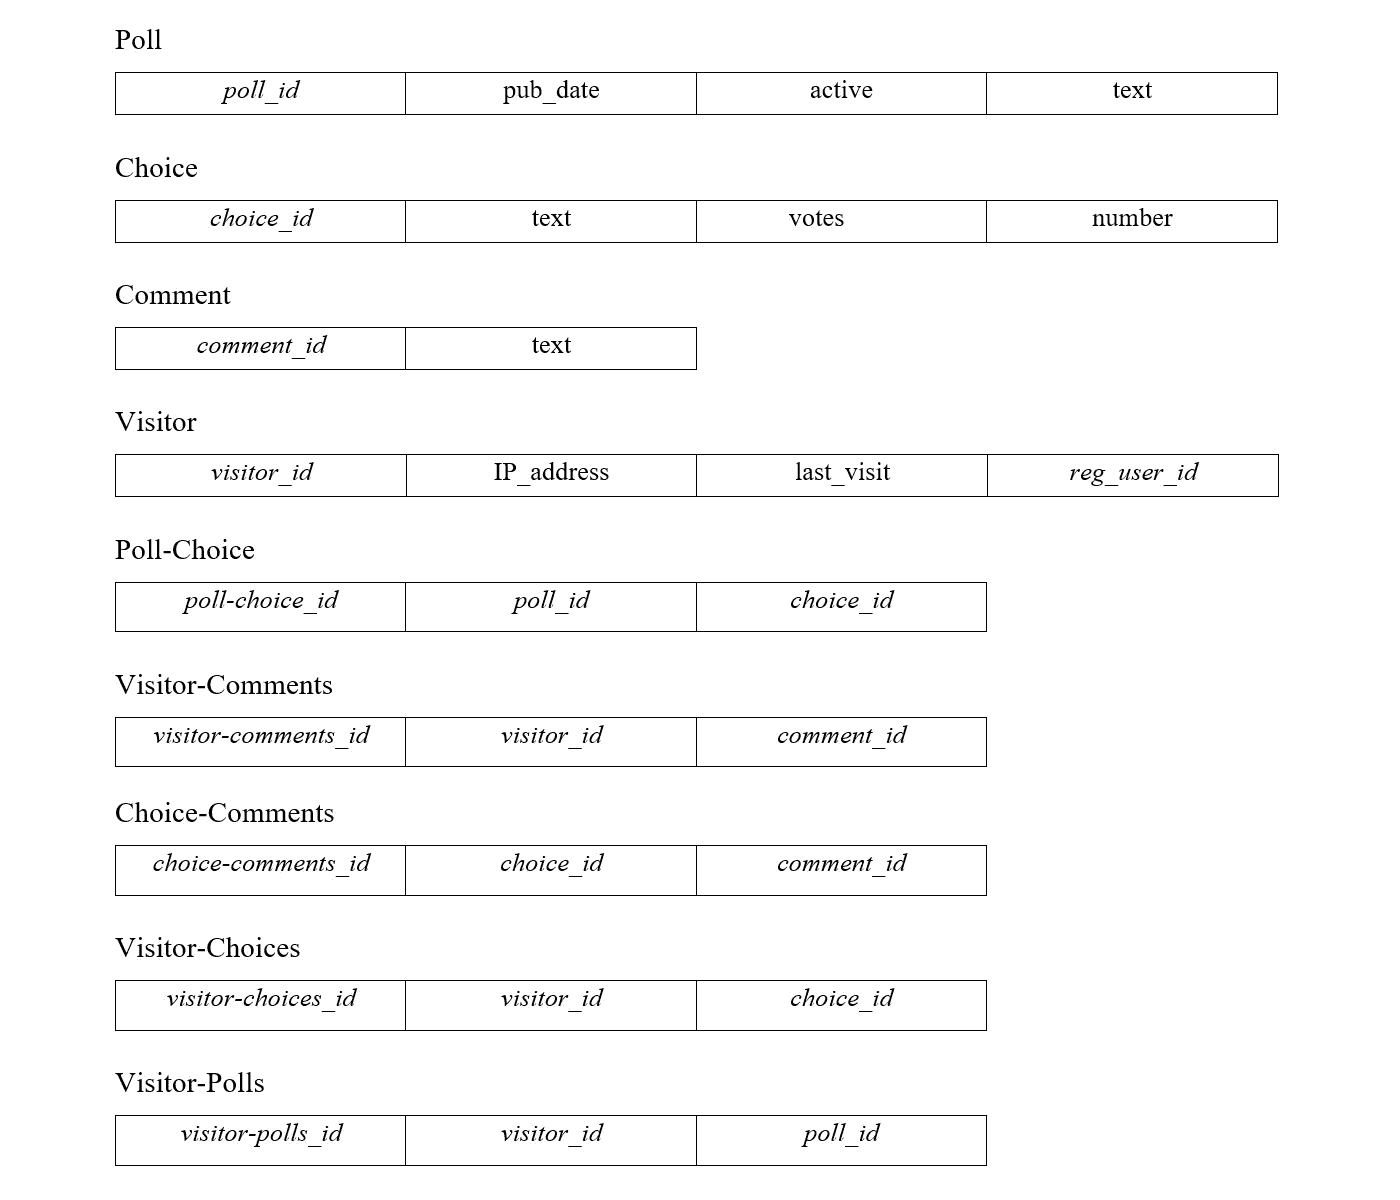 Poll
poll_id pub_date active text
Choice
choice_id text votes number
Comment
comment_id text
Visitor
visitor_id IP_address last_visit reg_user_id
Poll-Choice
poll-choice_id poll_id choice_id
Visitor-Comments
visitor-comments_id visitor_id comment_id
Choice-Comments
choice-comments_id choice_id comment_id
Visitor-Choices
visitor-choices_id visitor_id choice_id
Visitor-Polls
visitor-polls_id visitor_id poll_id